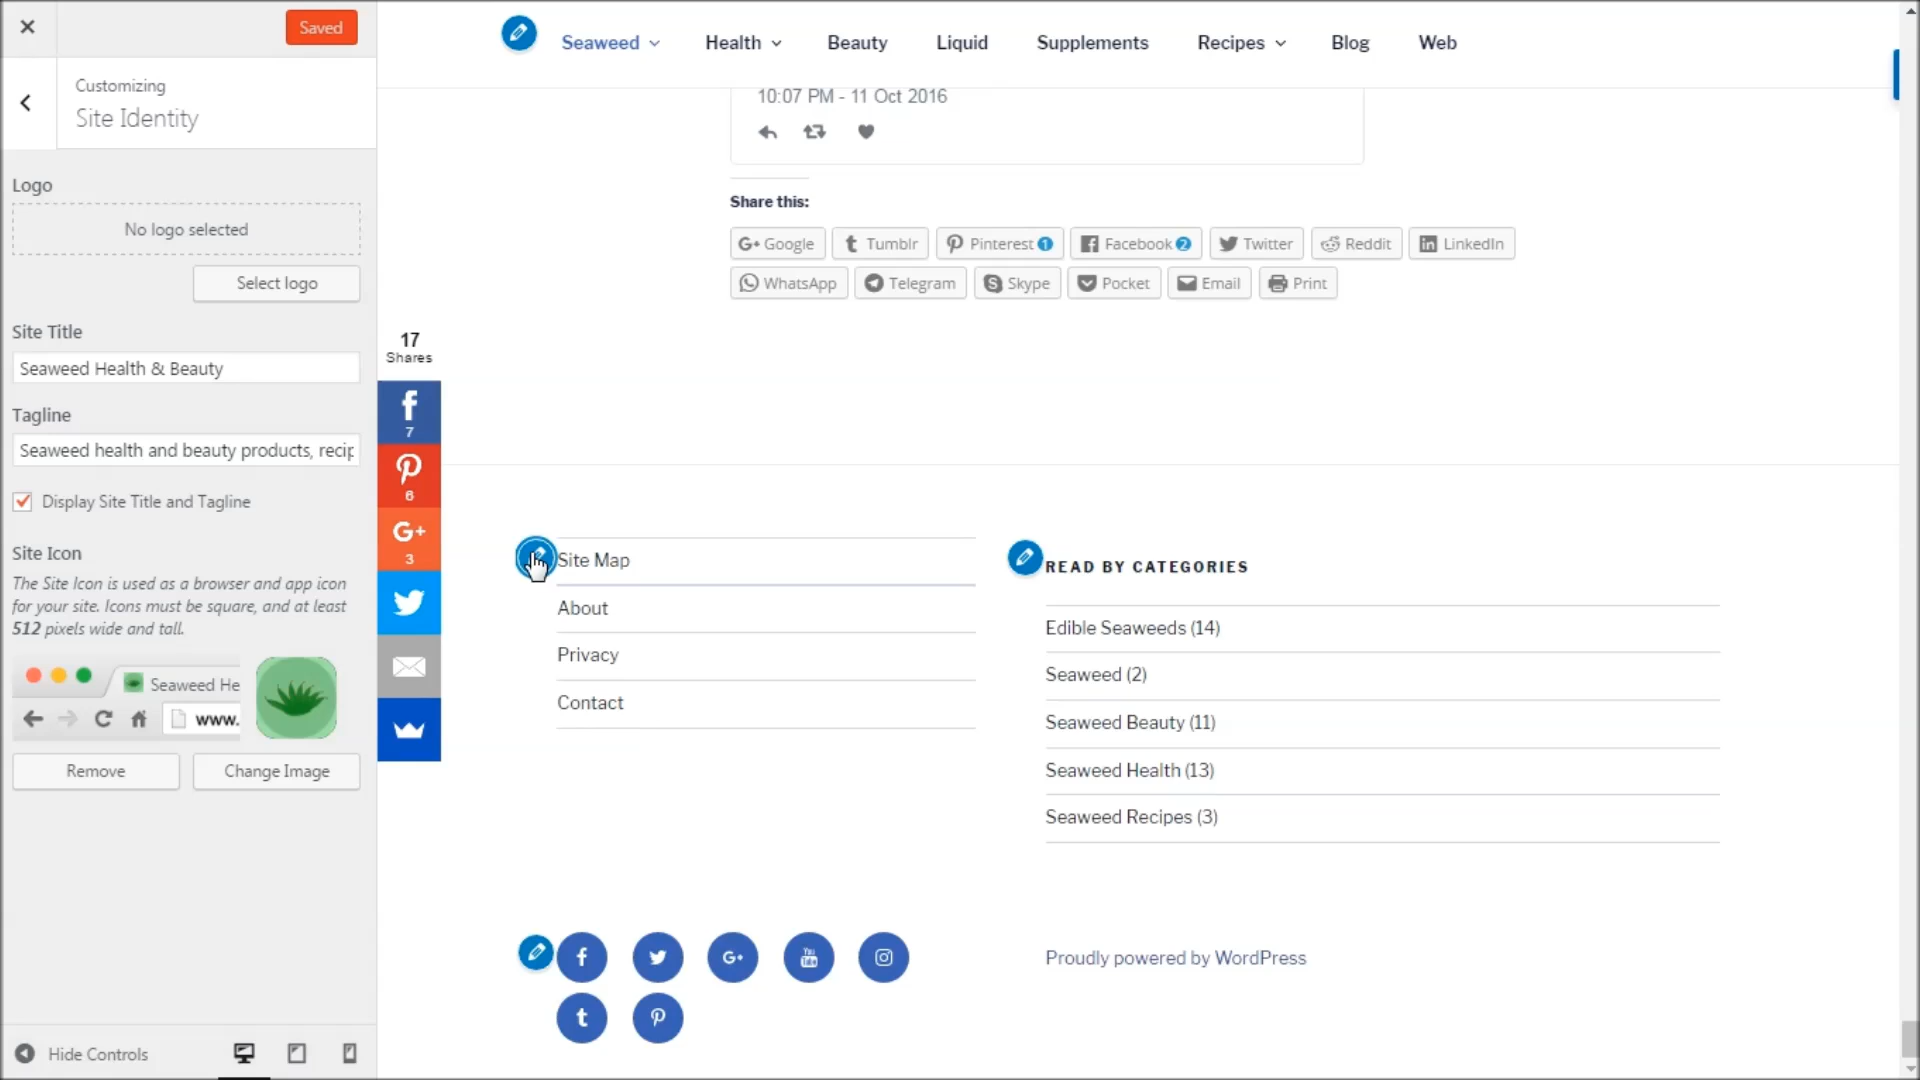 Saved
Customizing
Site Identity
Logo
No logo selected
Select logo
Site Title
Seaweed Health & Beauty
Tagline
Seaweed health and beauty products, recip
Display Site Title and Tagline
Site Icon
The Site Icon is used as a browser and app icon
for your site. Icons must be square, and at least
512 pixels wide and tall.
Seaweed He
www.
Remove
Change Image
Hide Controls
Seaweed
Health
Beauty
Liquid
Supplements
Recipes
Blog
Web
10:07 PM - 11 Oct 2016
Share this:
G+ Google
Tumblr
Pinterest 1
Facebook 2
Twitter
Reddit
LinkedIn
WhatsApp
Telegram
Skype
Pocket
Email
Print
17
Shares
7
6
G+
3
Site Map
About
Privacy
Contact
READ BY CATEGORIES
Edible Seaweeds (14)
Seaweed (2)
Seaweed Beauty (11)
Seaweed Health (13)
Seaweed Recipes (3)
G+
You
Tube
Proudly powered by WordPress